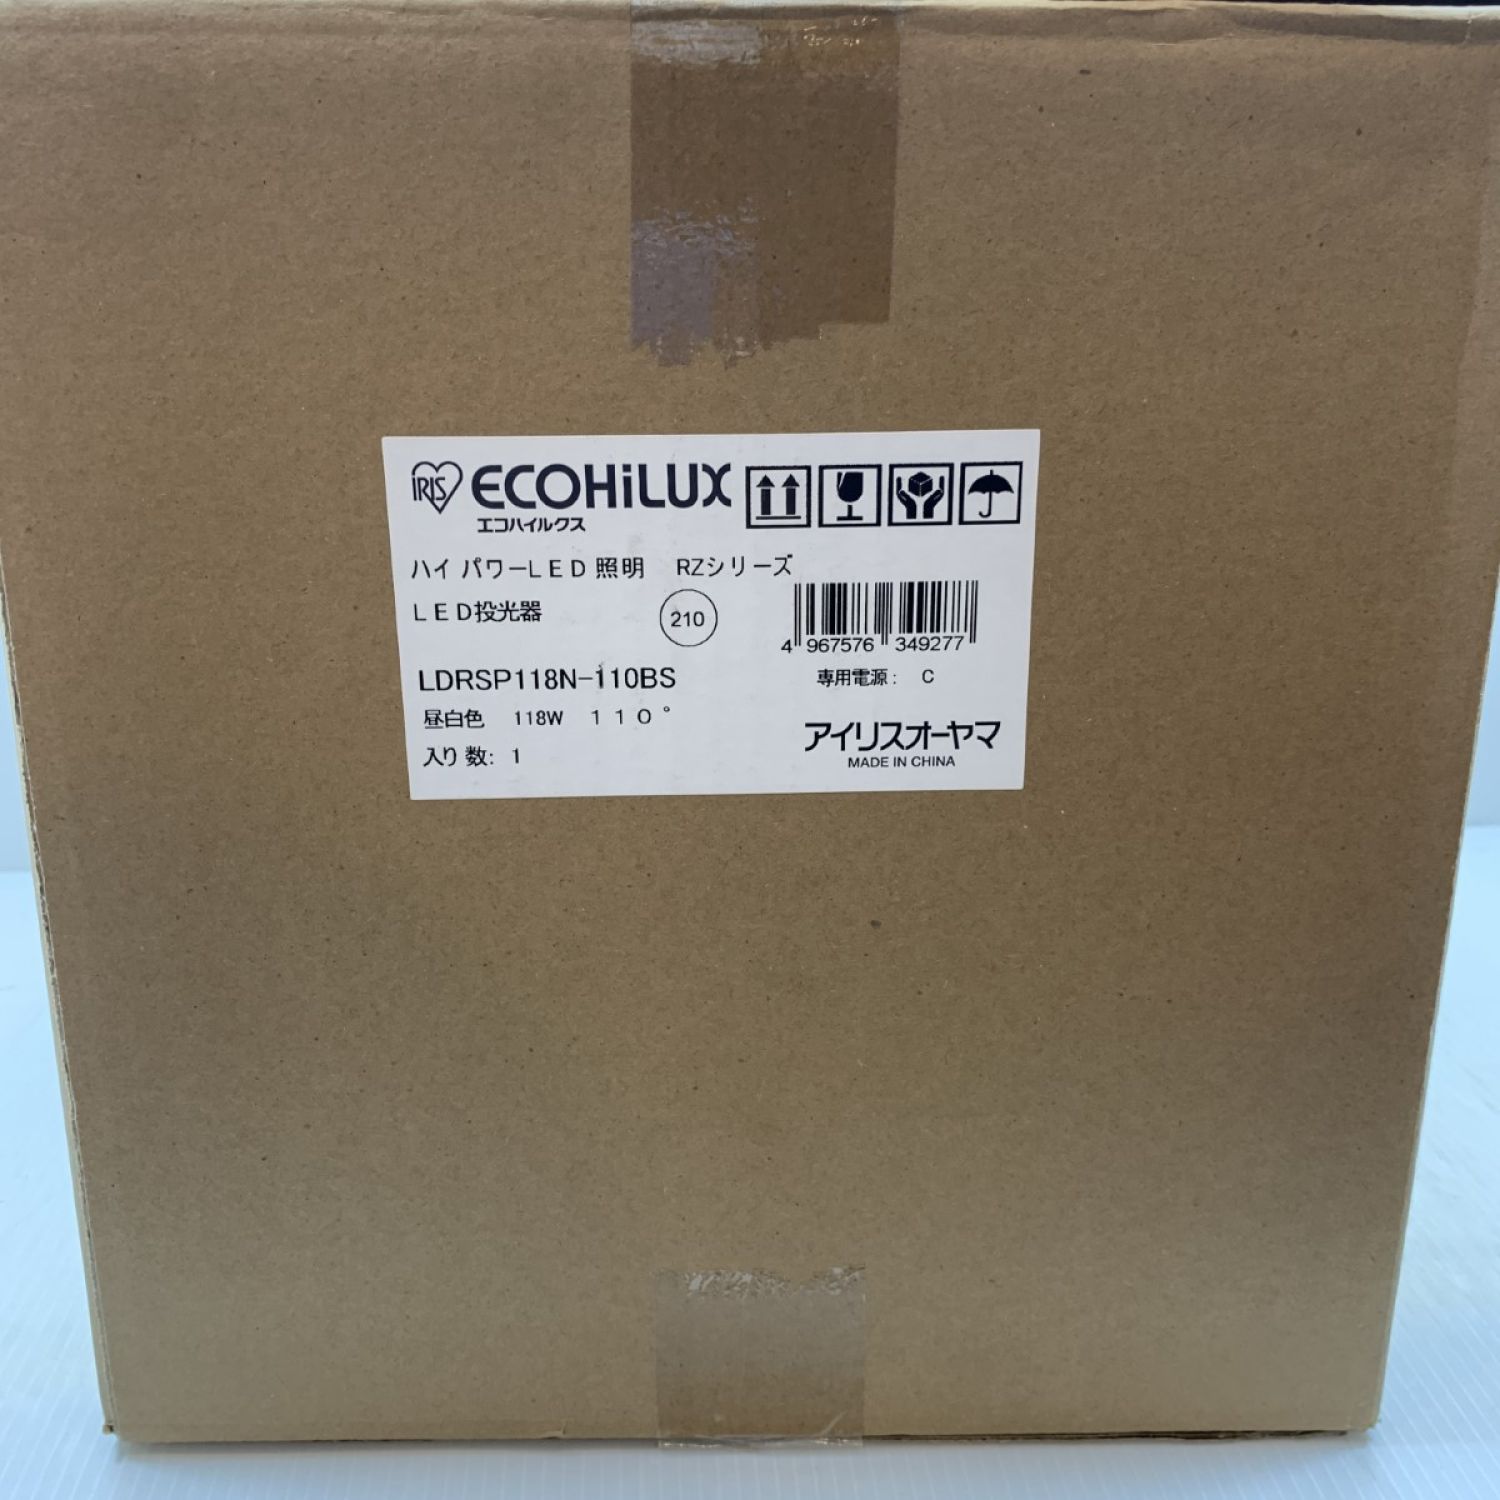 IRIS ECOHiLUX
エコハイルクス
ハイパワーLED照明 RZシリーズ
LED投光器
210
4 967576 349277
LDRSP118N-110BS
専用電源: C
昼白色 118W 110°
入り数: 1
アイリスオーヤマ
MADE IN CHINA